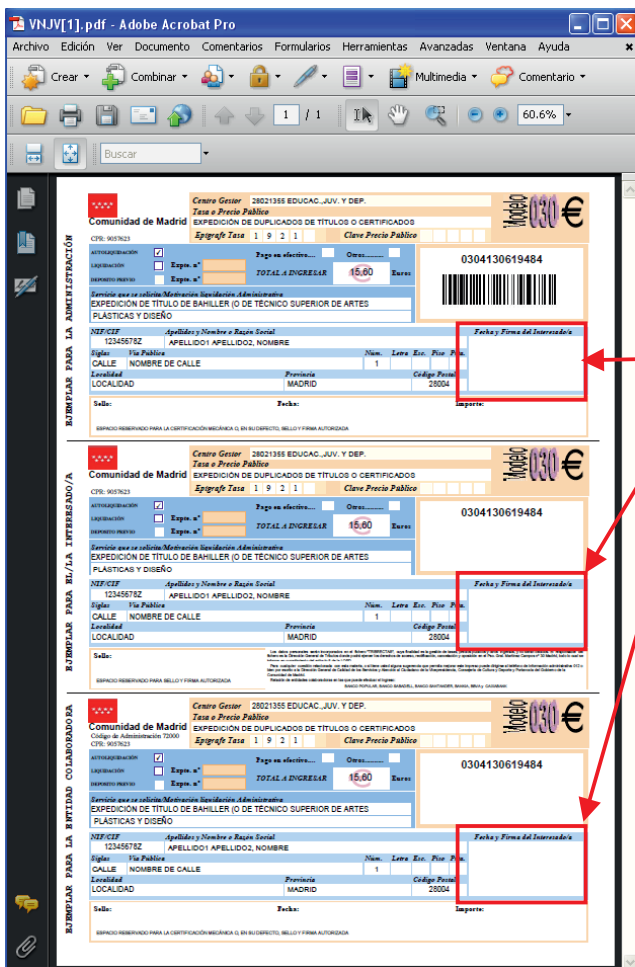 VNJV[1].pdf - Adobe Acrobat Pro
Archivo Edición Ver Documento Comentarios Formularios Herramientas Avanzadas Ventana Ayuda
Crear Combinar Multimedia Comentario
1 / 1 60.6%
Buscar
Centro Gestor 28021355 EDUCAC.,JUV. Y DEP.
Tasa o Precio Público
Comunidad de Madrid EXPEDICIÓN DE DUPLICADOS DE TÍTULOS O CERTIFICADOS
CPR: 9057623 Epígrafe Tasa 1 9 2 1 Clave Precio Público
Modelo 030 €
AUTOLIQUIDACIÓN Pago en efectivo.... Otros.........
LIQUIDACIÓN Expte. nº
DEPOSITO PREVIO Expte. nº TOTAL A INGRESAR 15,60 Euros
0304130619484
Servicio que se solicita/Motivación liquidación Administrativa
EXPEDICIÓN DE TÍTULO DE BAHILLER (O DE TÉCNICO SUPERIOR DE ARTES
PLÁSTICAS Y DISEÑO
NIF/CIF Apellidos y Nombre o Razón Social Fecha y Firma del Interesado/a
12345678Z APELLIDO1 APELLIDO2, NOMBRE
Siglas Vía Pública Núm. Letra Esc. Piso Pta.
CALLE NOMBRE DE CALLE 1
Localidad Provincia Código Postal
LOCALIDAD MADRID 28004
Sello: Fecha: Importe:
ESPACIO RESERVADO PARA LA CERTIFICACIÓN MECÁNICA O, EN SU DEFECTO, SELLO Y FIRMA AUTORIZADA
EJEMPLAR PARA LA ADMINISTRACIÓN
Centro Gestor 28021355 EDUCAC.,JUV. Y DEP.
Tasa o Precio Público
Comunidad de Madrid EXPEDICIÓN DE DUPLICADOS DE TÍTULOS O CERTIFICADOS
CPR: 9057623 Epígrafe Tasa 1 9 2 1 Clave Precio Público
Modelo 030 €
AUTOLIQUIDACIÓN Pago en efectivo.... Otros.........
LIQUIDACIÓN Expte. nº
DEPOSITO PREVIO Expte. nº TOTAL A INGRESAR 15,60 Euros
0304130619484
Servicio que se solicita/Motivación liquidación Administrativa
EXPEDICIÓN DE TÍTULO DE BAHILLER (O DE TÉCNICO SUPERIOR DE ARTES
PLÁSTICAS Y DISEÑO
NIF/CIF Apellidos y Nombre o Razón Social Fecha y Firma del Interesado/a
12345678Z APELLIDO1 APELLIDO2, NOMBRE
Siglas Vía Pública Núm. Letra Esc. Piso Pta.
CALLE NOMBRE DE CALLE 1
Localidad Provincia Código Postal
LOCALIDAD MADRID 28004
Sello:
ESPACIO RESERVADO PARA SELLO Y FIRMA AUTORIZADA
EJEMPLAR PARA EL/LA INTERESADO/A
Centro Gestor 28021355 EDUCAC.,JUV. Y DEP.
Tasa o Precio Público
Comunidad de Madrid EXPEDICIÓN DE DUPLICADOS DE TÍTULOS O CERTIFICADOS
Código de Administración 72000
CPR: 9057623 Epígrafe Tasa 1 9 2 1 Clave Precio Público
Modelo 030 €
AUTOLIQUIDACIÓN Pago en efectivo.... Otros.........
LIQUIDACIÓN Expte. nº
DEPOSITO PREVIO Expte. nº TOTAL A INGRESAR 15,60 Euros
0304130619484
Servicio que se solicita/Motivación liquidación Administrativa
EXPEDICIÓN DE TÍTULO DE BAHILLER (O DE TÉCNICO SUPERIOR DE ARTES
PLÁSTICAS Y DISEÑO
NIF/CIF Apellidos y Nombre o Razón Social Fecha y Firma del Interesado/a
12345678Z APELLIDO1 APELLIDO2, NOMBRE
Siglas Vía Pública Núm. Letra Esc. Piso Pta.
CALLE NOMBRE DE CALLE 1
Localidad Provincia Código Postal
LOCALIDAD MADRID 28004
Sello: Fecha: Importe:
ESPACIO RESERVADO PARA LA CERTIFICACIÓN MECÁNICA O, EN SU DEFECTO, SELLO Y FIRMA AUTORIZADA
EJEMPLAR PARA LA ENTIDAD COLABORADORA